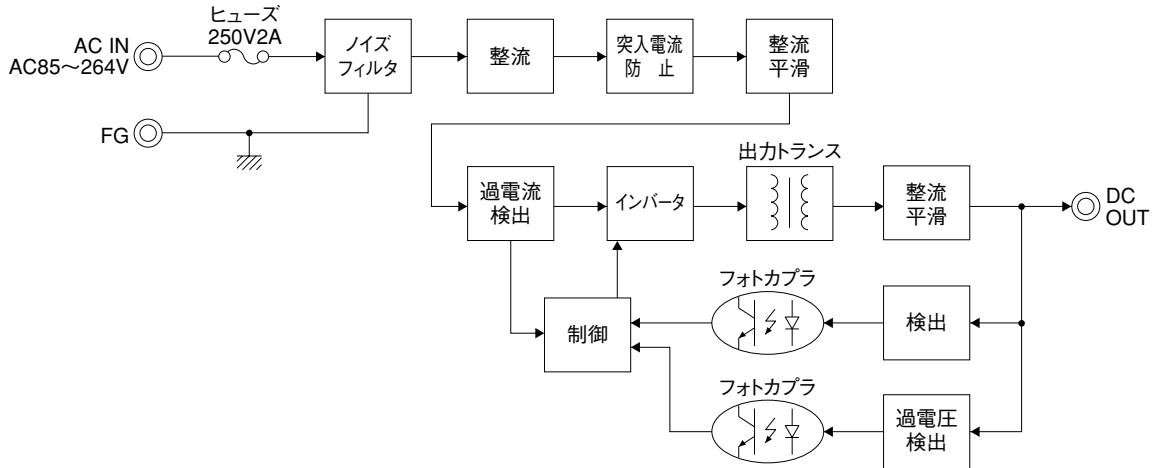 ヒューズ
250V2A
AC IN
AC85～264V
ノイズ
フィルタ
整流
突入電流
防　止
整流
平滑
FG
過電流
検出
インバータ
出力トランス
整流
平滑
DC
OUT
制御
フォトカプラ
検出
フォトカプラ
過電圧
検出